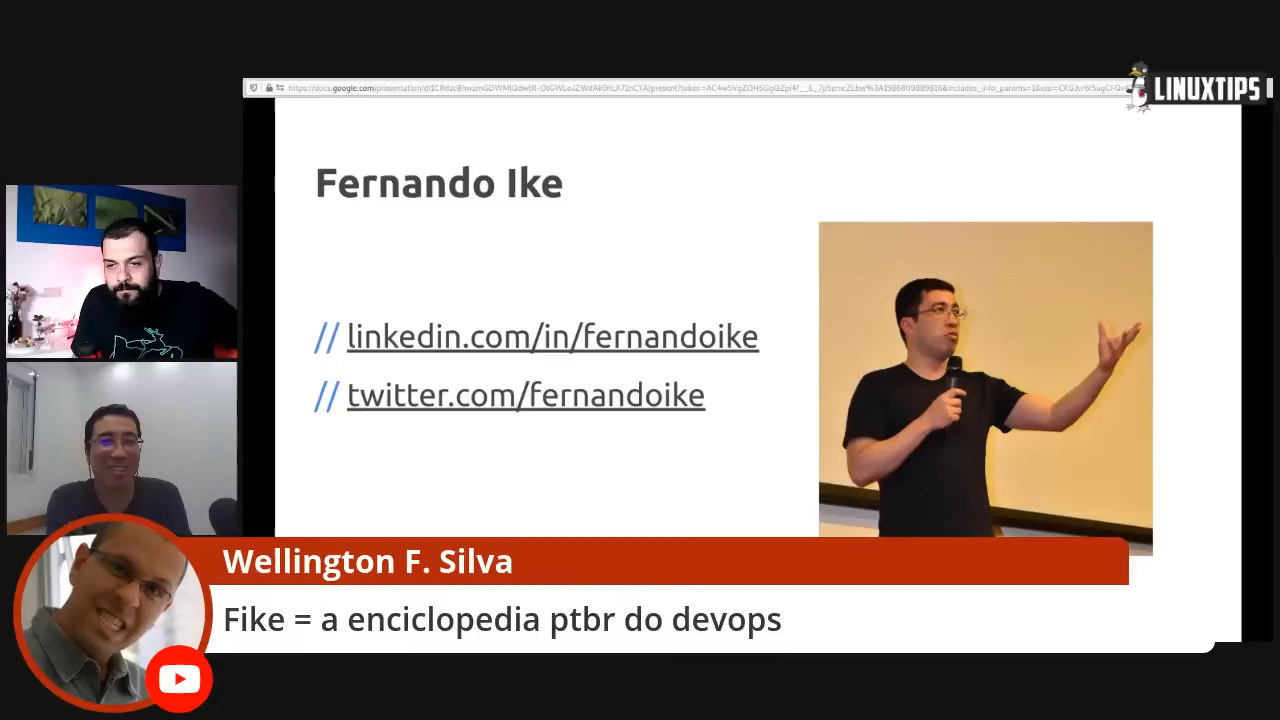 LINUXTIPS
Fernando Ike
// linkedin.com/in/fernandoike
// twitter.com/fernandoike
Wellington F. Silva
Fike = a enciclopedia ptbr do devops